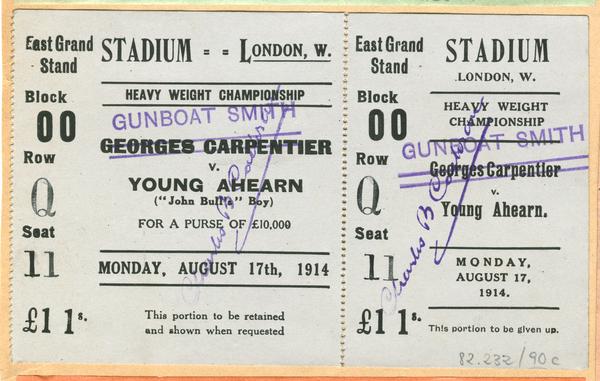 East Grand
Stand
Block
00
Row
Q
Seat
11
£1 1s.
STADIUM = = LONDON, W.
HEAVY WEIGHT CHAMPIONSHIP
GUNBOAT SMITH
GEORGES CARPENTIER
v.
YOUNG AHEARN
("John Bull's" Boy)
FOR A PURSE OF £10,000
MONDAY, AUGUST 17th, 1914
This portion to be retained
and shown when requested
Charles B
East Grand
Stand
Block
00
Row
Q
Seat
11
£1 1s.
STADIUM
LONDON, W.
HEAVY WEIGHT
CHAMPIONSHIP
GUNBOAT SMITH
Georges Carpentier
v.
Young Ahearn.
MONDAY,
AUGUST 17,
1914.
This portion to be given up.
Charles B
82.232/90c